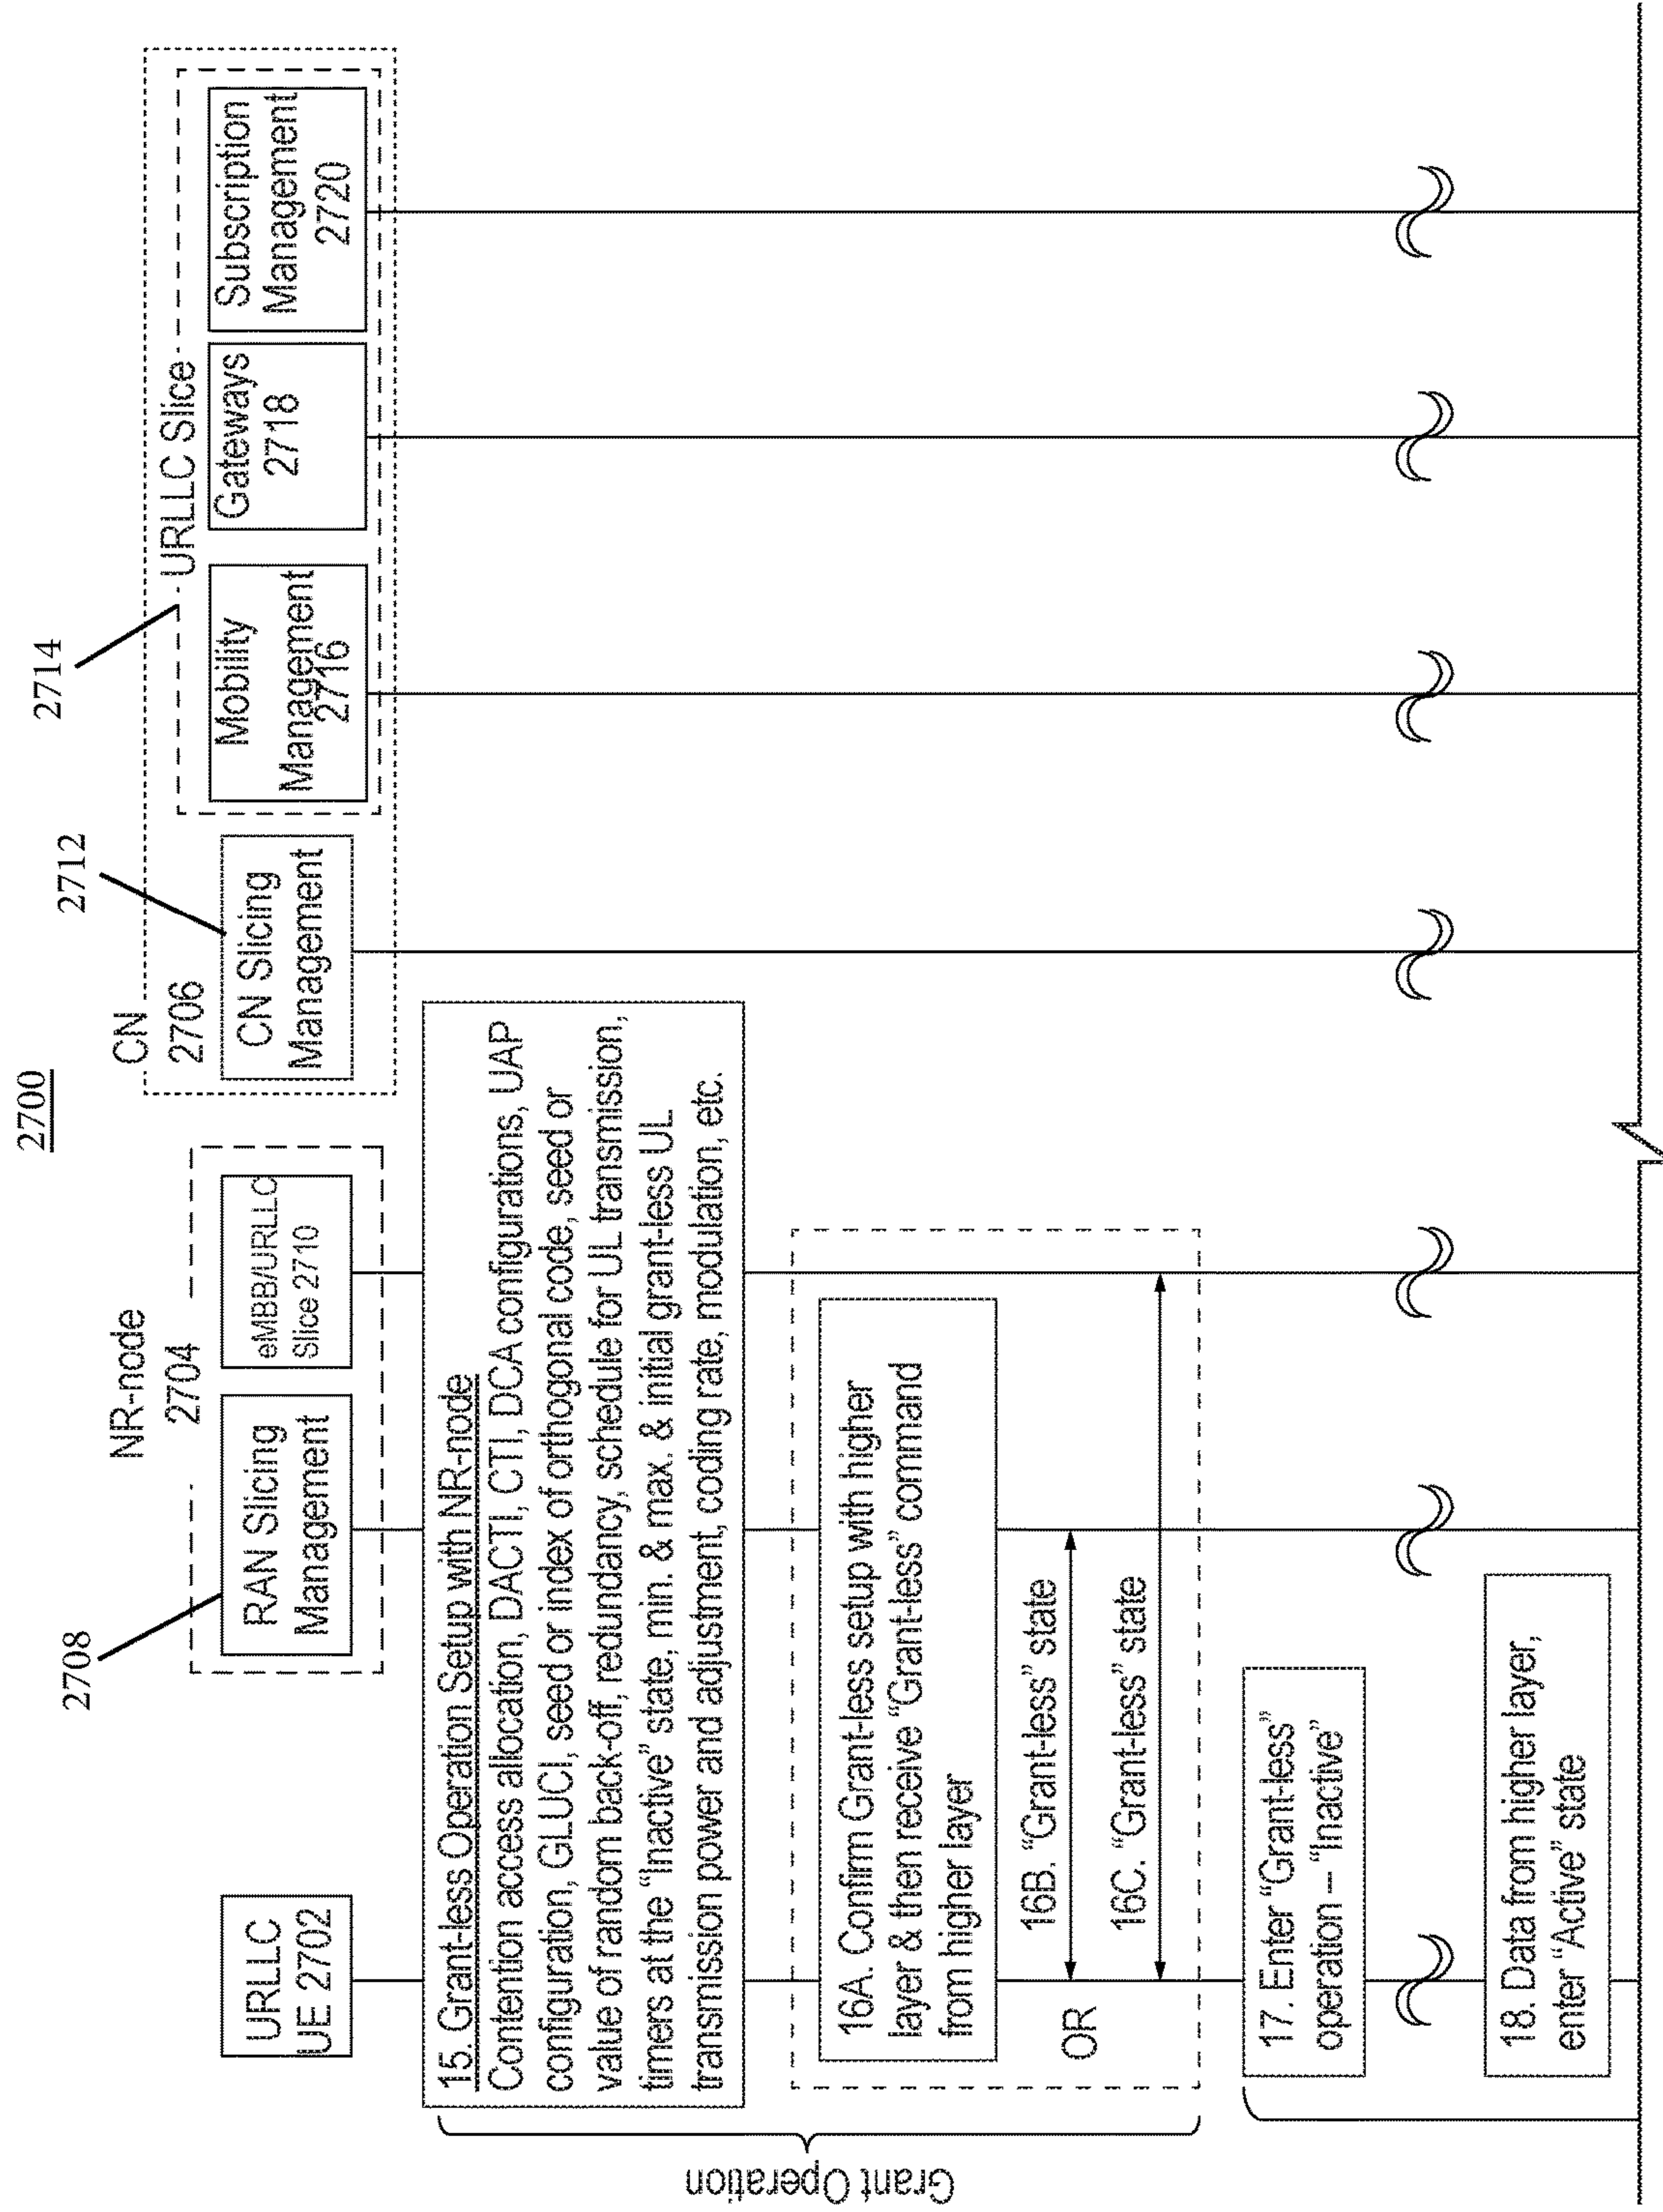 2700
NR-node
2704
CN
2706
2708
2712
2714
URLLC
UE 2702
RAN Slicing
Management
eMBB/URLLC
Slice 2710
CN Slicing
Management
URLLC Slice
Mobility
Management
2716
Gateways
2718
Subscription
Management
2720
15. Grant-less Operation Setup with NR-node
Contention access allocation, DACTI, CTI, DCA configurations, UAP
configuration, GLUCI, seed or index of orthogonal code, seed or
value of random back-off, redundancy, schedule for UL transmission,
timers at the "Inactive" state, min. & max. & initial grant-less UL
transmission power and adjustment, coding rate, modulation, etc.
16A. Confirm Grant-less setup with higher
layer & then receive "Grant-less" command
from higher layer
OR
16B. "Grant-less" state
16C. "Grant-less" state
Grant Operation
17. Enter "Grant-less"
operation – "Inactive"
18. Data from higher layer,
enter "Active" state